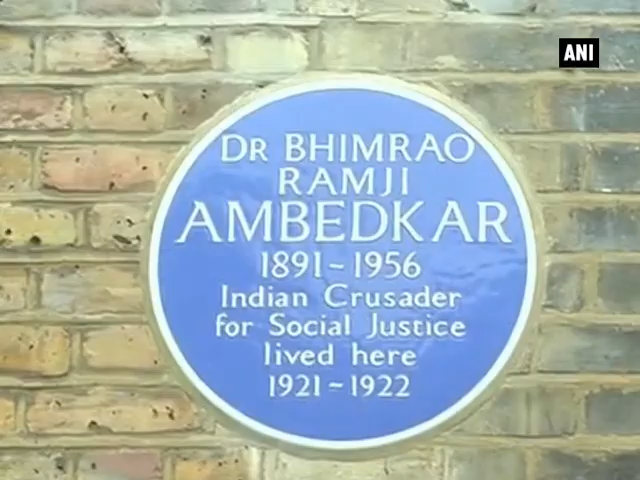 ANI
DR BHIMRAO
RAMJI
AMBEDKAR
1891-1956
Indian Crusader
for Social Justice
lived here
1921-1922